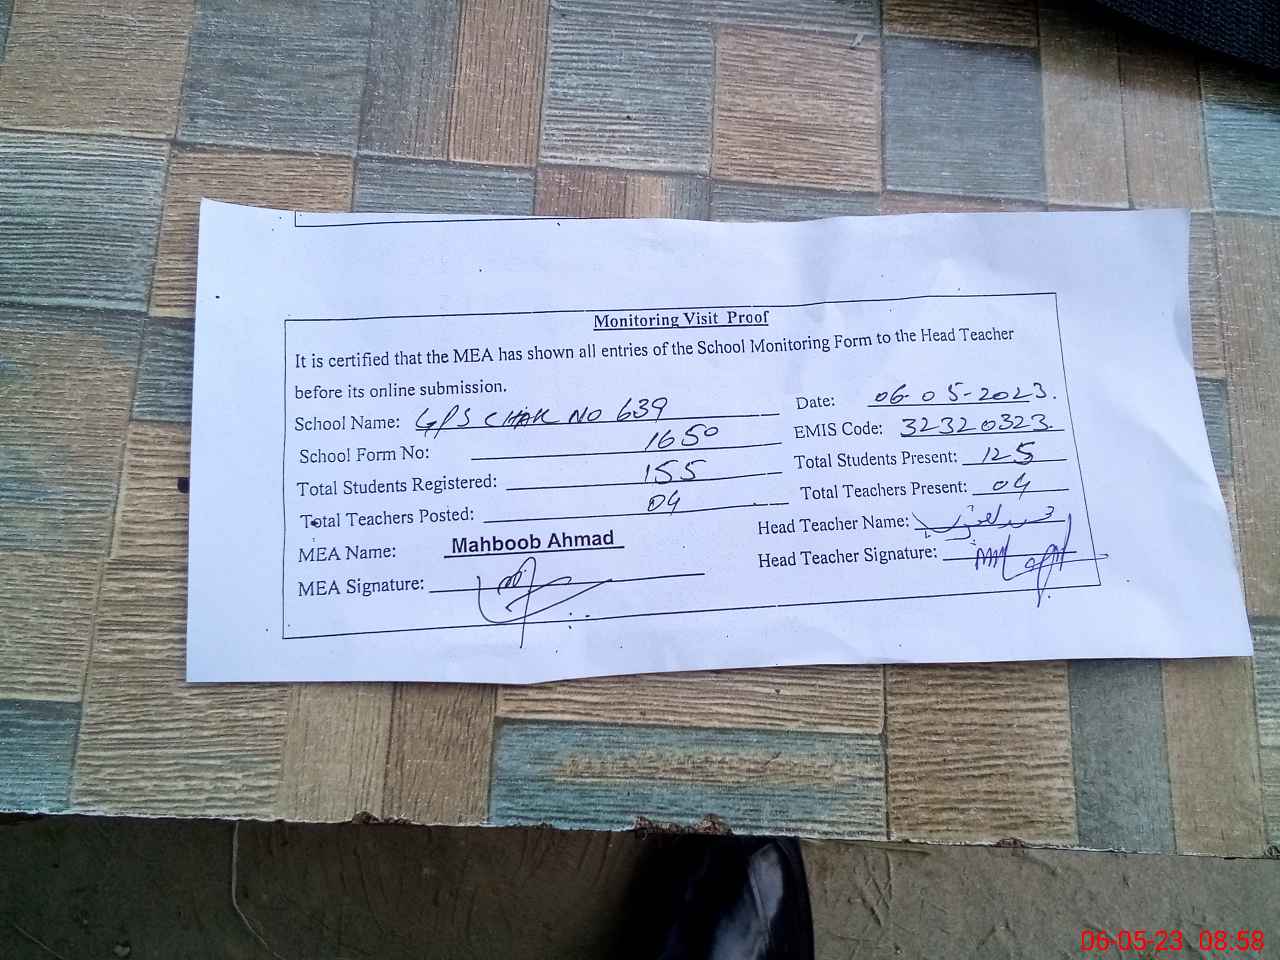 Monitoring Visit Proof
It is certified that the MEA has shown all entries of the School Monitoring Form to the Head Teacher
before its online submission.
School Name: GPS CHAK NO 639 Date: 06-05-2023.
School Form No: 1650 EMIS Code: 32320323
Total Students Registered: 155 Total Students Present: 125
Total Teachers Posted: 04 Total Teachers Present: 04
MEA Name: Mahboob Ahmad Head Teacher Name:
MEA Signature: Head Teacher Signature:
06-05-23 08:58